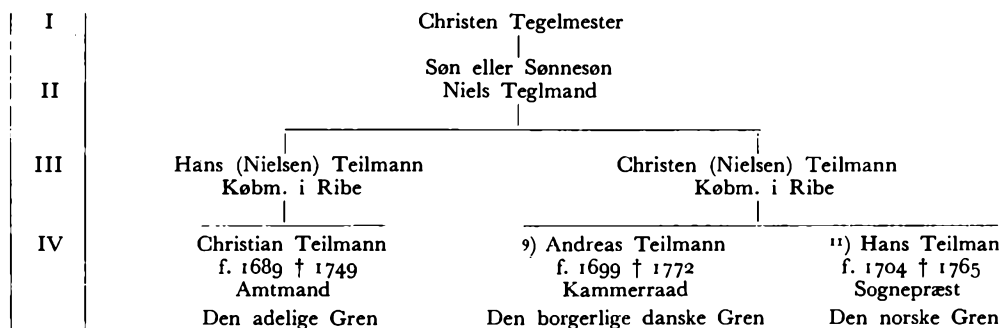 I Christen Tegelmester
Søn eller Sønnesøn
II Niels Teglmand
III Hans (Nielsen) Teilmann Christen (Nielsen) Teilmann
Købm. i Ribe Købm. i Ribe
IV Christian Teilmann 9) Andreas Teilmann 11) Hans Teilman
f. 1689 † 1749 f. 1699 † 1772 f. 1704 † 1765
Amtmand Kammerraad Sognepræst
Den adelige Gren Den borgerlige danske Gren Den norske Gren